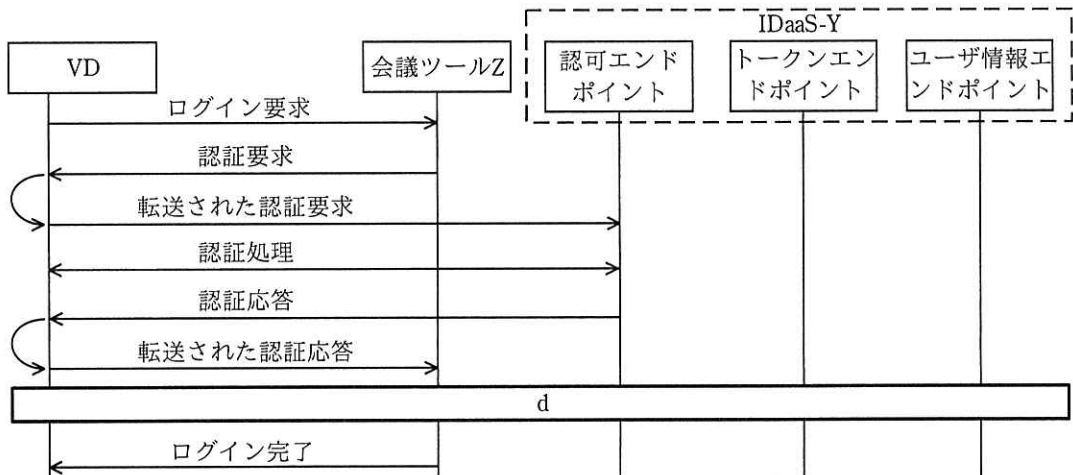 IDaaS-Y
VD
会議ツールZ
認可エンド
ポイント
トークンエン
ドポイント
ユーザ情報エ
ンドポイント
ログイン要求
認証要求
転送された認証要求
認証処理
認証応答
転送された認証応答
d
ログイン完了